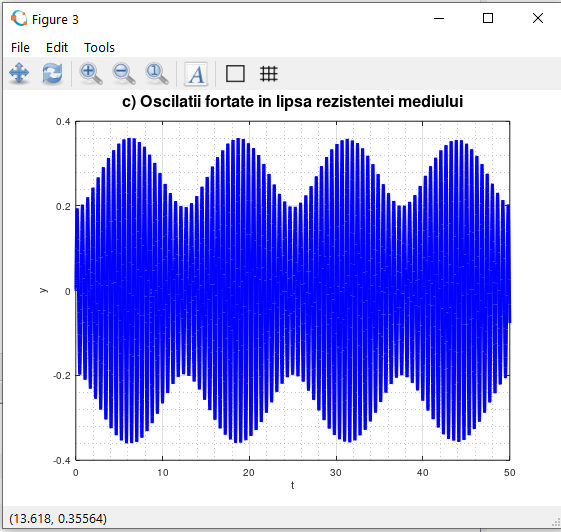 Figure 3
File Edit Tools
A
c) Oscilatii fortate in lipsa rezistentei mediului
0.4
0.2
0
-0.2
-0.4
y
0 10 20 30 40 50
t
(13.618, 0.35564)